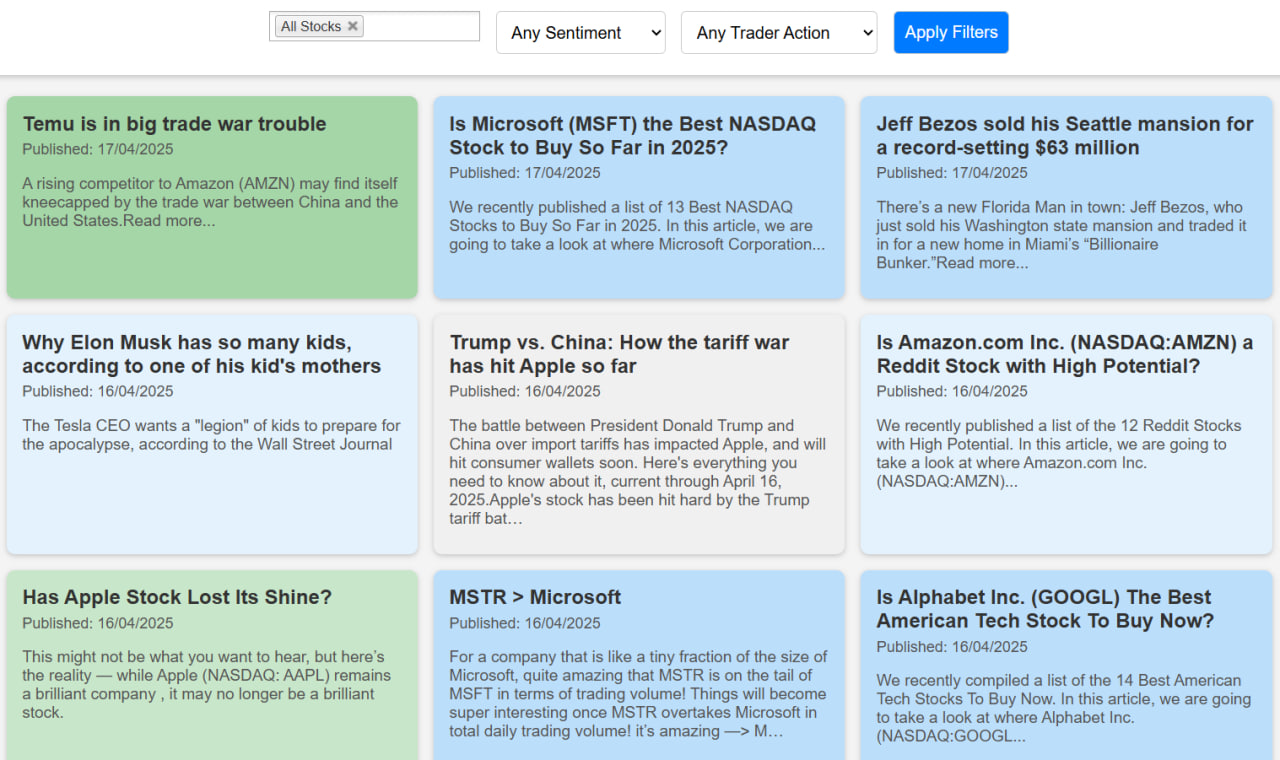 All Stocks ×
Any Sentiment
Any Trader Action
Apply Filters
Temu is in big trade war trouble
Published: 17/04/2025
A rising competitor to Amazon (AMZN) may find itself
kneecapped by the trade war between China and the
United States.Read more...
Is Microsoft (MSFT) the Best NASDAQ
Stock to Buy So Far in 2025?
Published: 17/04/2025
We recently published a list of 13 Best NASDAQ
Stocks to Buy So Far in 2025. In this article, we are
going to take a look at where Microsoft Corporation...
Jeff Bezos sold his Seattle mansion for
a record-setting $63 million
Published: 17/04/2025
There’s a new Florida Man in town: Jeff Bezos, who
just sold his Washington state mansion and traded it
in for a new home in Miami’s “Billionaire
Bunker.”Read more...
Why Elon Musk has so many kids,
according to one of his kid's mothers
Published: 16/04/2025
The Tesla CEO wants a "legion" of kids to prepare for
the apocalypse, according to the Wall Street Journal
Trump vs. China: How the tariff war
has hit Apple so far
Published: 16/04/2025
The battle between President Donald Trump and
China over import tariffs has impacted Apple, and will
hit consumer wallets soon. Here's everything you
need to know about it, current through April 16,
2025.Apple's stock has been hit hard by the Trump
tariff bat…
Is Amazon.com Inc. (NASDAQ:AMZN) a
Reddit Stock with High Potential?
Published: 16/04/2025
We recently published a list of the 12 Reddit Stocks
with High Potential. In this article, we are going to
take a look at where Amazon.com Inc.
(NASDAQ:AMZN)...
Has Apple Stock Lost Its Shine?
Published: 16/04/2025
This might not be what you want to hear, but here’s
the reality — while Apple (NASDAQ: AAPL) remains
a brilliant company , it may no longer be a brilliant
stock.
MSTR > Microsoft
Published: 16/04/2025
For a company that is like a tiny fraction of the size of
Microsoft, quite amazing that MSTR is on the tail of
MSFT in terms of trading volume! Things will become
super interesting once MSTR overtakes Microsoft in
total daily trading volume! it’s amazing —> M…
Is Alphabet Inc. (GOOGL) The Best
American Tech Stock To Buy Now?
Published: 16/04/2025
We recently compiled a list of the 14 Best American
Tech Stocks To Buy Now. In this article, we are going
to take a look at where Alphabet Inc.
(NASDAQ:GOOGL...